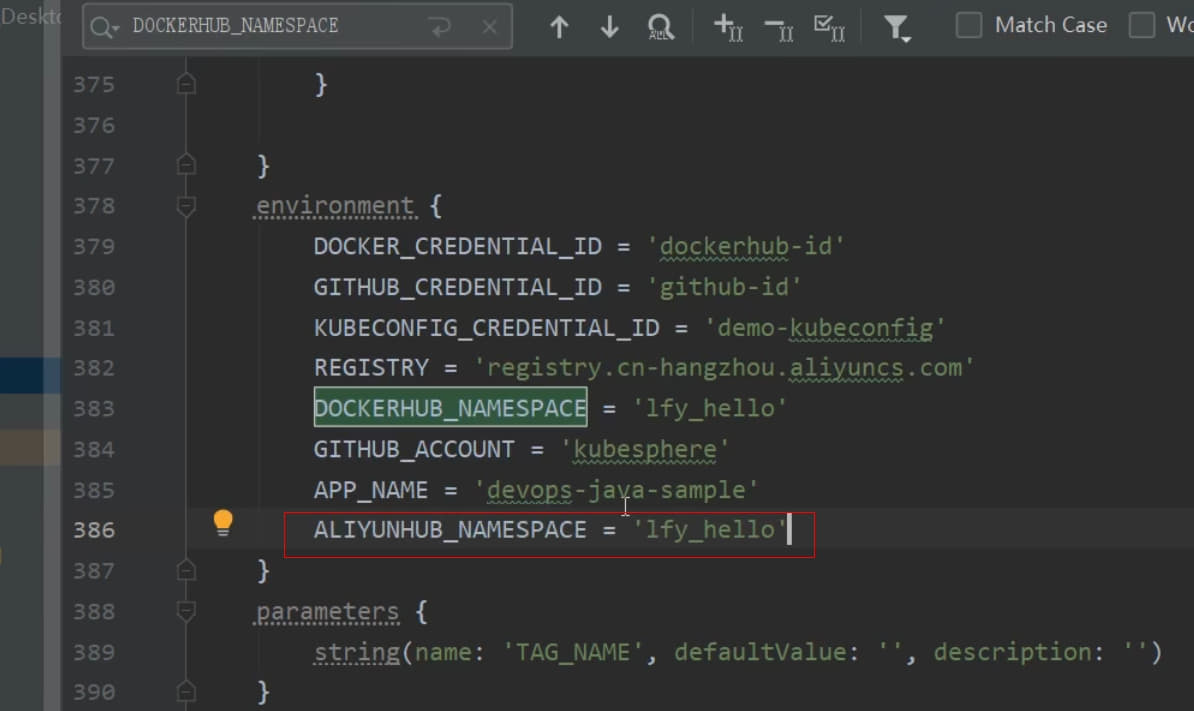 Deskto
DOCKERHUB_NAMESPACE Match Case Wo
375 }
376
377 }
378 environment {
379 DOCKER_CREDENTIAL_ID = 'dockerhub-id'
380 GITHUB_CREDENTIAL_ID = 'github-id'
381 KUBECONFIG_CREDENTIAL_ID = 'demo-kubeconfig'
382 REGISTRY = 'registry.cn-hangzhou.aliyuncs.com'
383 DOCKERHUB_NAMESPACE = 'lfy_hello'
384 GITHUB_ACCOUNT = 'kubesphere'
385 APP_NAME = 'devops-java-sample'
386 ALIYUNHUB_NAMESPACE = 'lfy_hello'
387 }
388 parameters {
389 string(name: 'TAG_NAME', defaultValue: '', description: '')
390 }